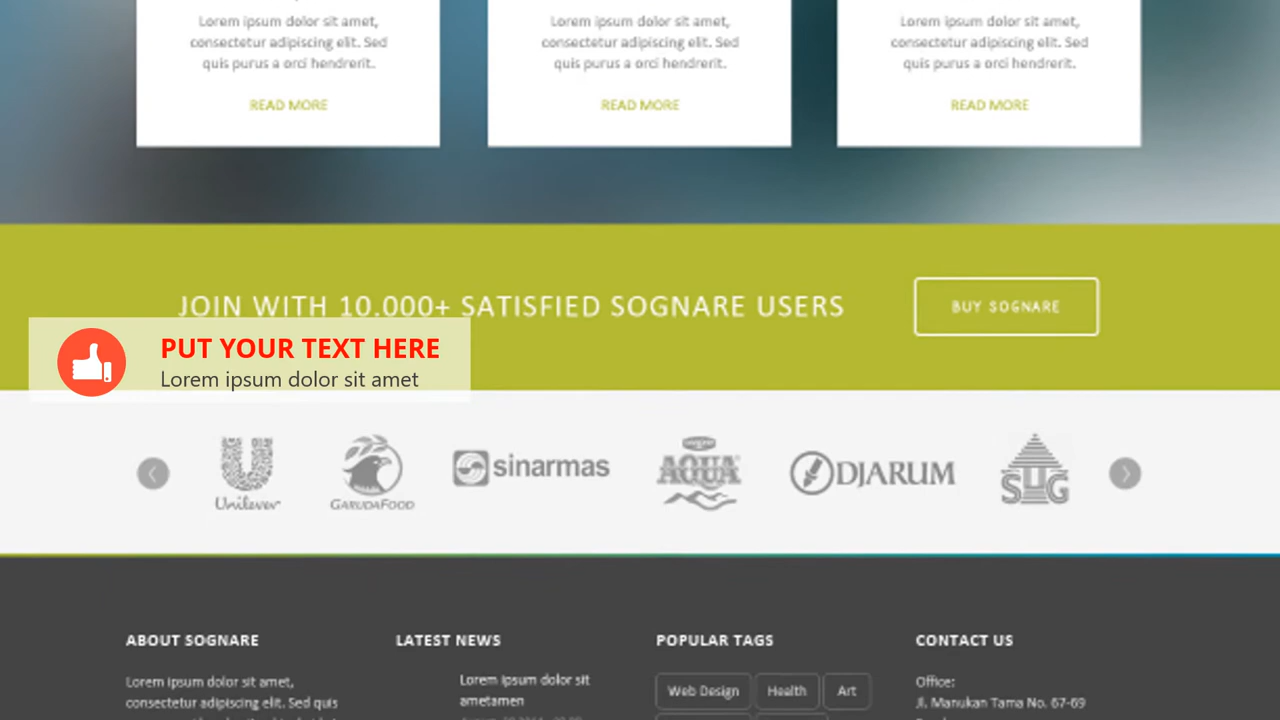 Lorem ipsum dolor sit amet,
consectetur adipiscing elit. Sed
quis purus a orci hendrerit.
READ MORE
Lorem ipsum dolor sit amet,
consectetur adipiscing elit. Sed
quis purus a orci hendrerit.
READ MORE
Lorem ipsum dolor sit amet,
consectetur adipiscing elit. Sed
quis purus a orci hendrerit.
READ MORE
JOIN WITH 10.000+ SATISFIED SOGNARE USERS
BUY SOGNARE
PUT YOUR TEXT HERE
Lorem ipsum dolor sit amet
Unilever
GARUDAFOOD
sinarmas
AQUA
DJARUM
SIG
ABOUT SOGNARE
Lorem ipsum dolor sit amet,
consectetur adipiscing elit. Sed quis
LATEST NEWS
Lorem ipsum dolor sit
ametamen
POPULAR TAGS
Web Design
Health
Art
CONTACT US
Office:
Jl. Manukan Tama No. 67-69